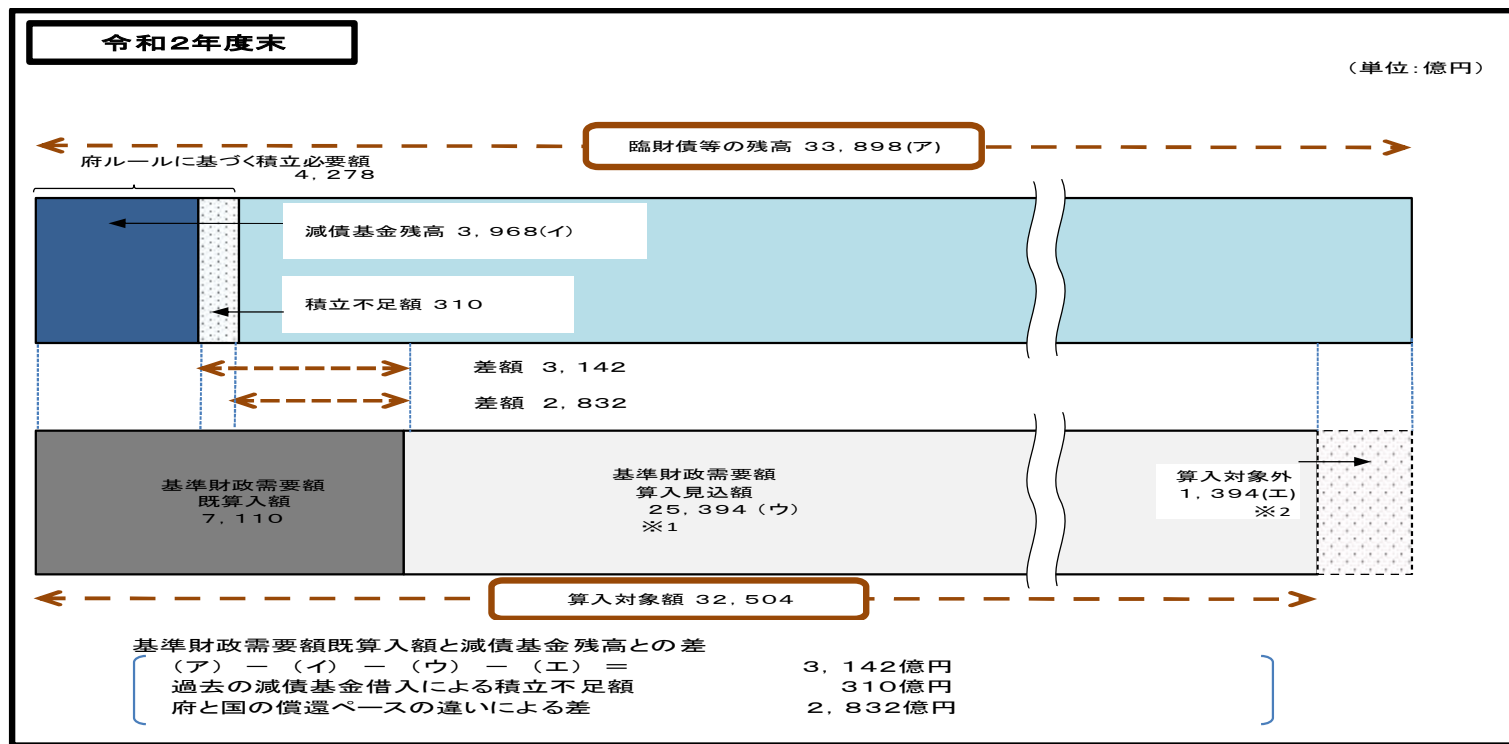 令和2年度末
（単位：億円）
臨財債等の残高 33,898(ア)
府ルールに基づく積立必要額
4,278
減債基金残高 3,968(イ)
積立不足額 310
差額 3,142
差額 2,832
基準財政需要額
既算入額
7,110
基準財政需要額
算入見込額
25,394（ウ）
※1
算入対象外
1,394(エ)
※2
算入対象額 32,504
基準財政需要額既算入額と減債基金残高との差
（ア） － （イ） － （ウ） － （エ） ＝ 3,142億円
過去の減債基金借入による積立不足額 310億円
府と国の償還ペースの違いによる差 2,832億円